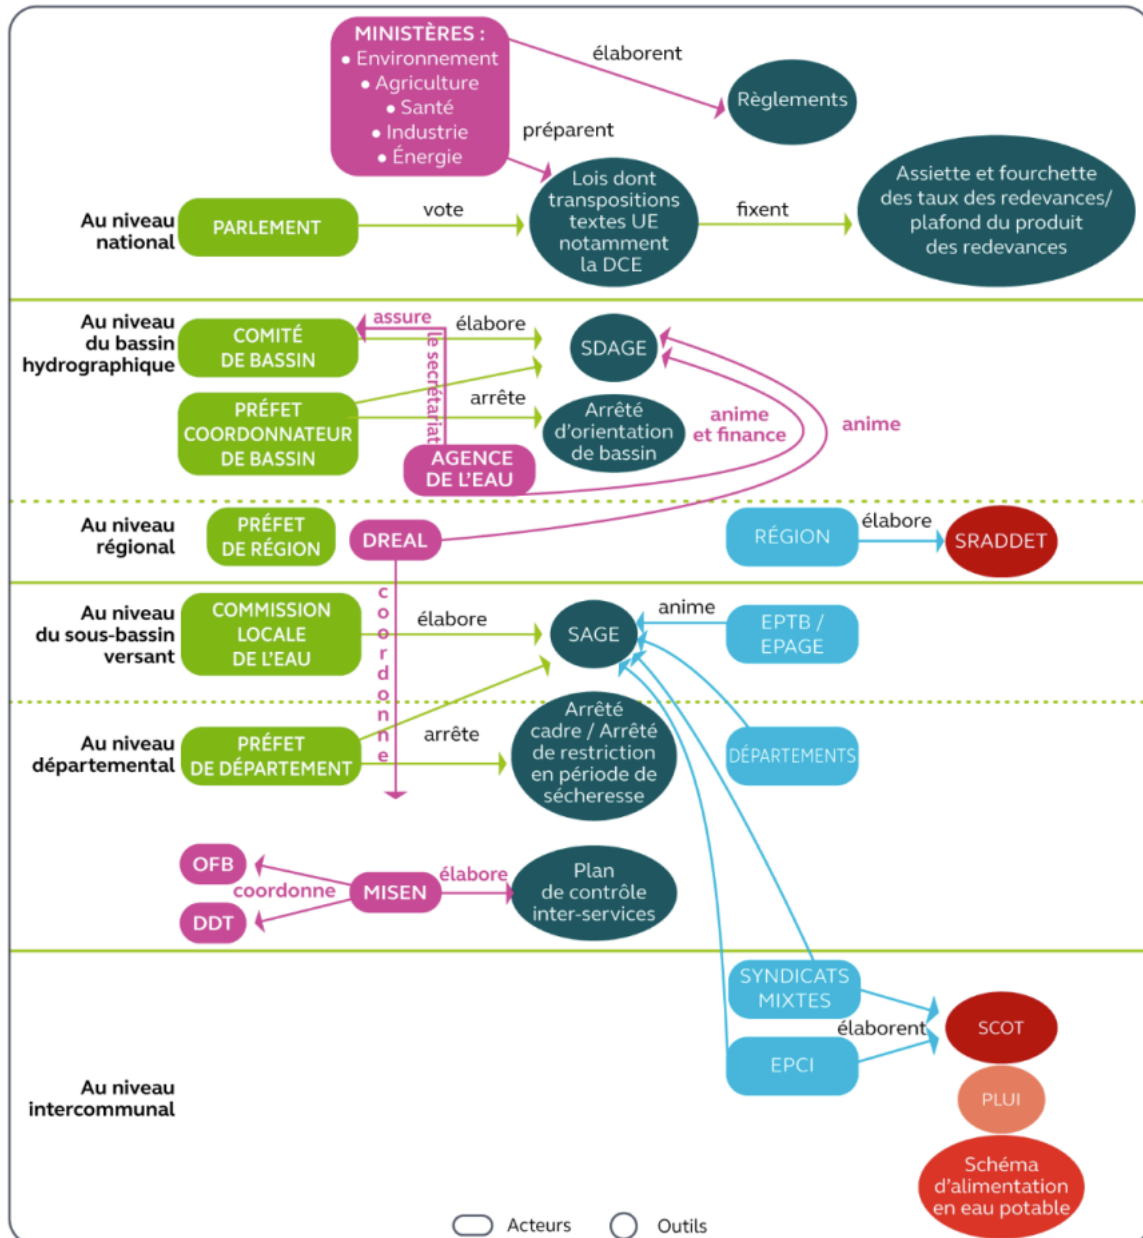 MINISTÈRES :
• Environnement
• Agriculture
• Santé
• Industrie
• Énergie
élaborent
Règlements
préparent
Au niveau
national
PARLEMENT
vote
Lois dont
transpositions
textes UE
notamment
la DCE
fixent
Assiette et fourchette
des taux des redevances/
plafond du produit
des redevances
Au niveau
du bassin
hydrographique
COMITÉ
DE BASSIN
assure
le secrétariat
élabore
SDAGE
PRÉFET
COORDONNATEUR
DE BASSIN
arrête
Arrêté
d'orientation
de bassin
anime
et finance
anime
AGENCE
DE L'EAU
Au niveau
régional
PRÉFET
DE RÉGION
DREAL
RÉGION
élabore
SRADDET
coordonne
Au niveau
du sous-bassin
versant
COMMISSION
LOCALE
DE L'EAU
élabore
SAGE
anime
EPTB /
EPAGE
Au niveau
départemental
PRÉFET
DE DÉPARTEMENT
arrête
Arrêté
cadre / Arrêté
de restriction
en période de
sécheresse
DÉPARTEMENTS
OFB
coordonne
DDT
MISEN
élabore
Plan
de contrôle
inter-services
Au niveau
intercommunal
SYNDICATS
MIXTES
élaborent
EPCI
SCOT
PLUI
Schéma
d'alimentation
en eau potable
Acteurs
Outils